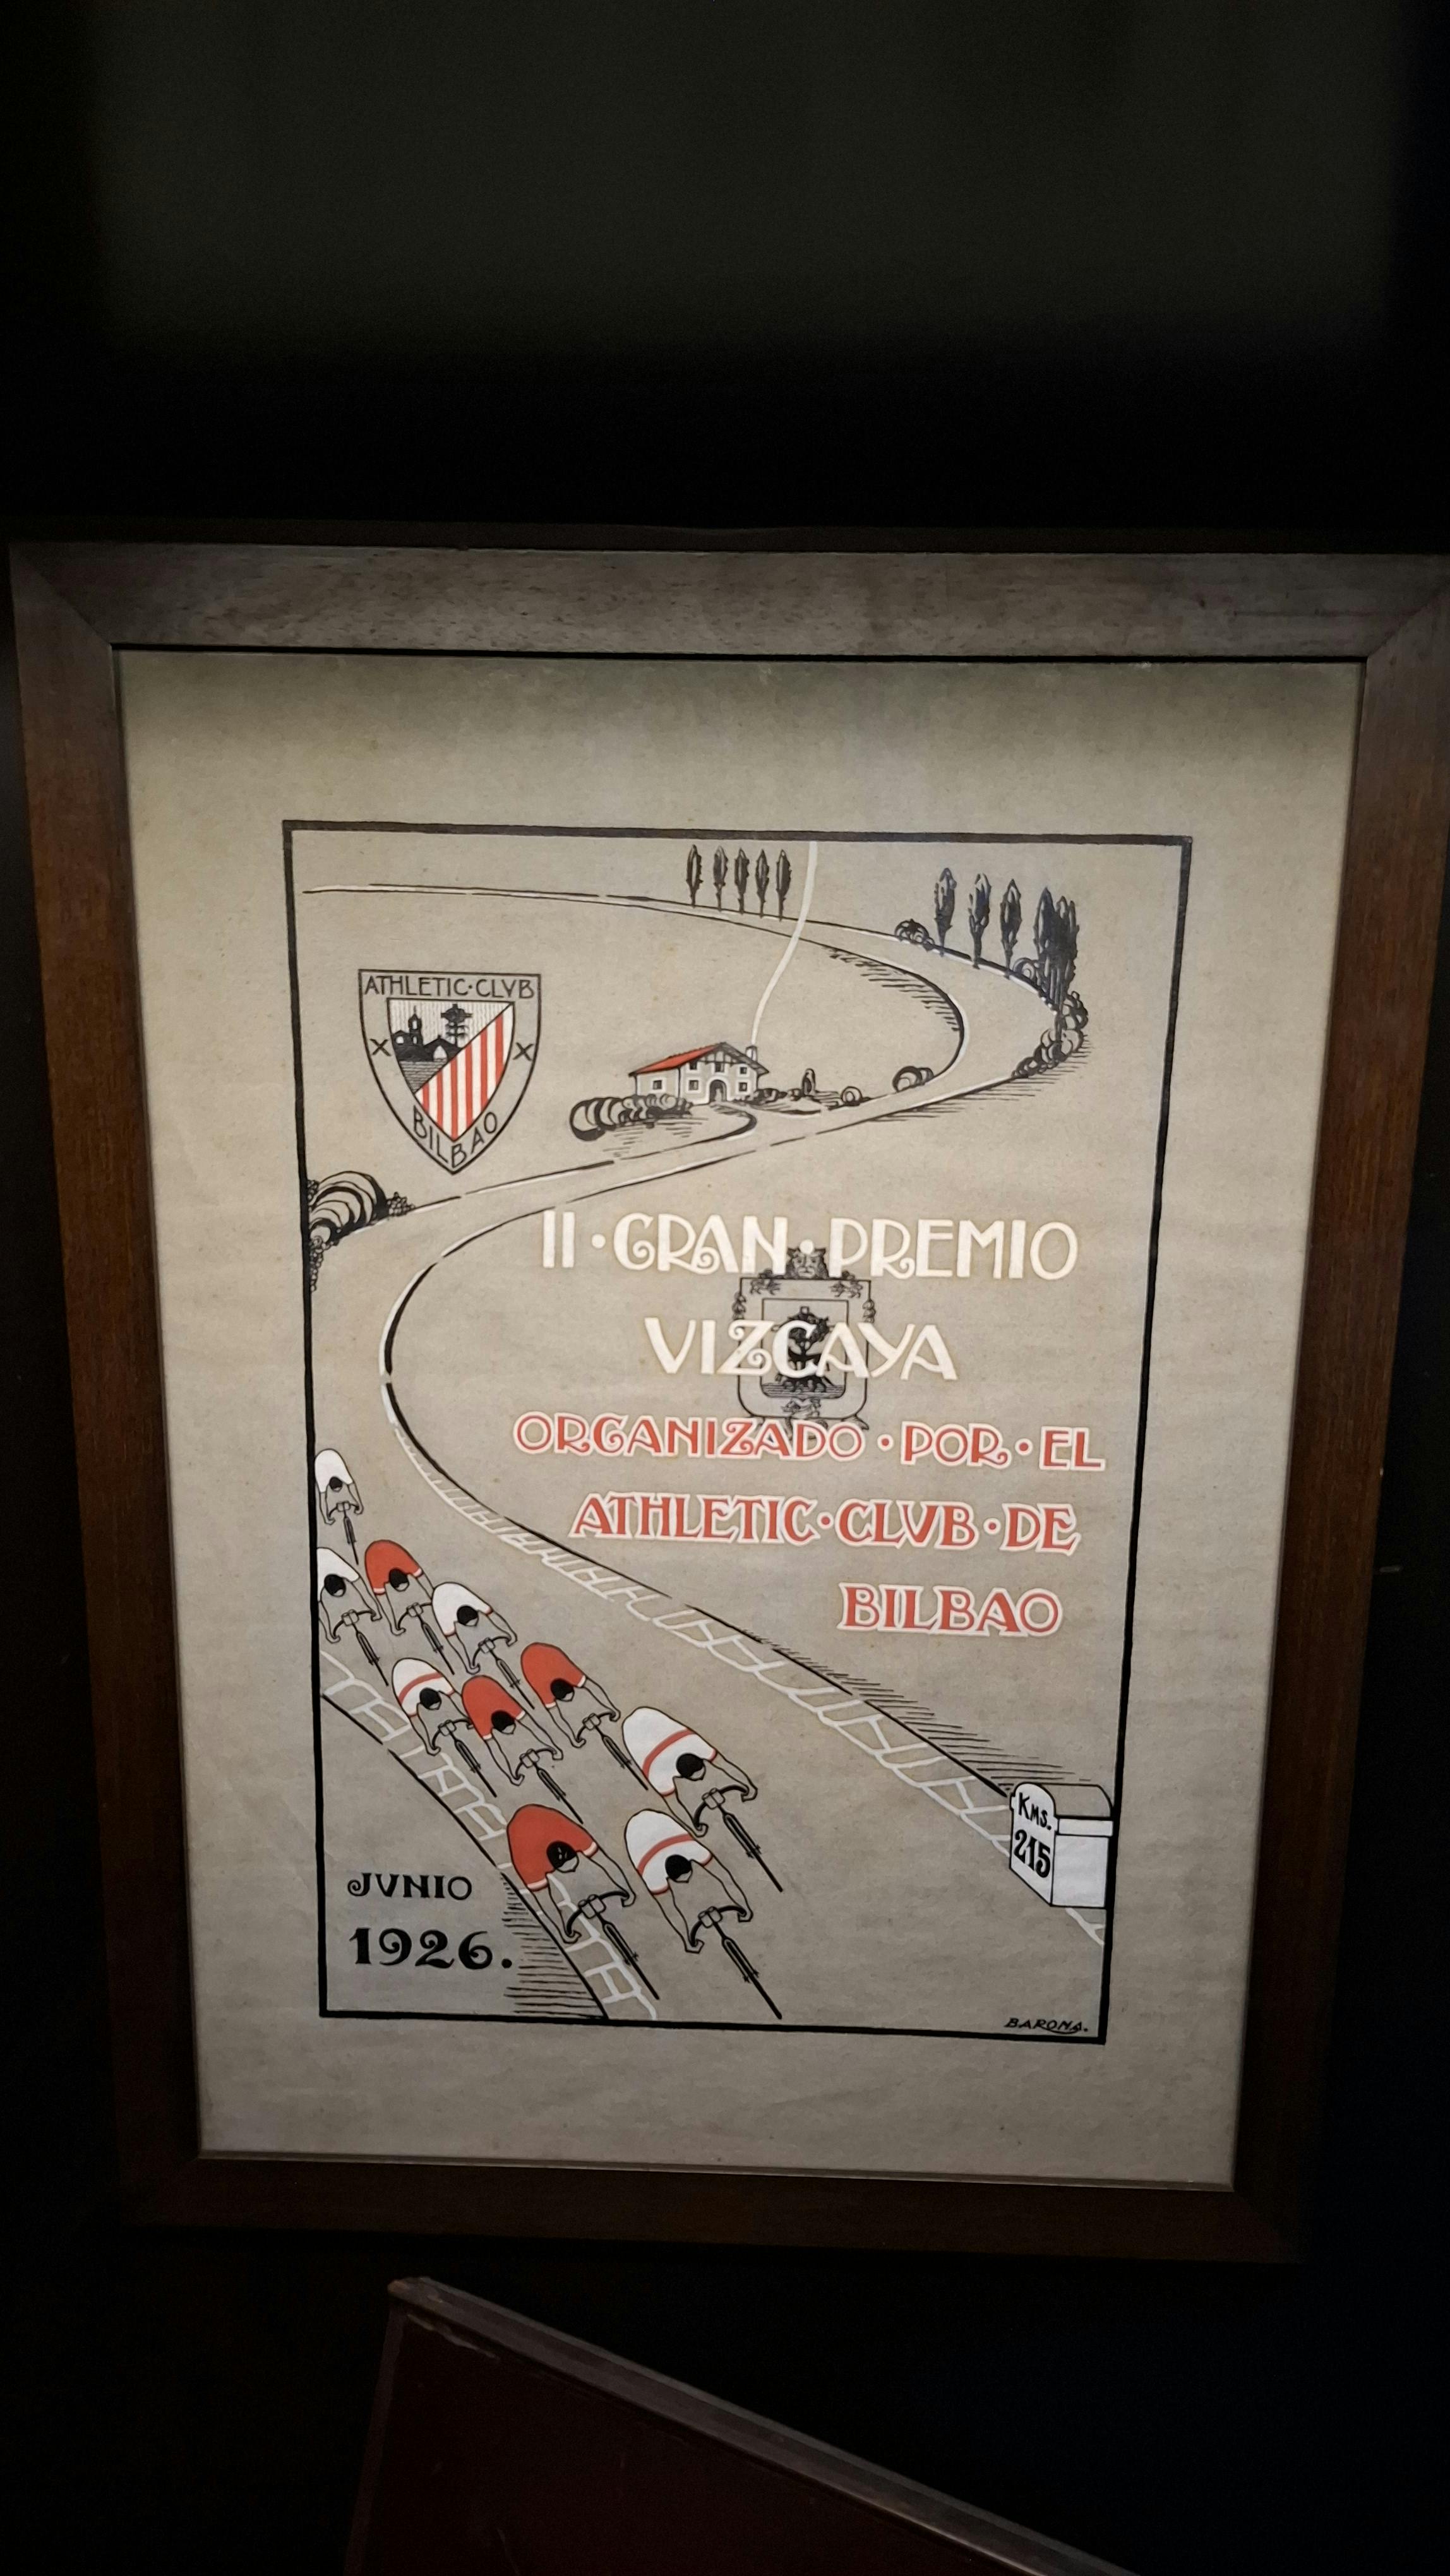 ATHLETIC·CLVB
X X
BILBAO
II·GRAN·PREMIO
VIZCAYA
ORGANIZADO·POR·EL
ATHLETIC·CLVB·DE
BILBAO
KMS.
215
JVNIO
1926.
BARONA.